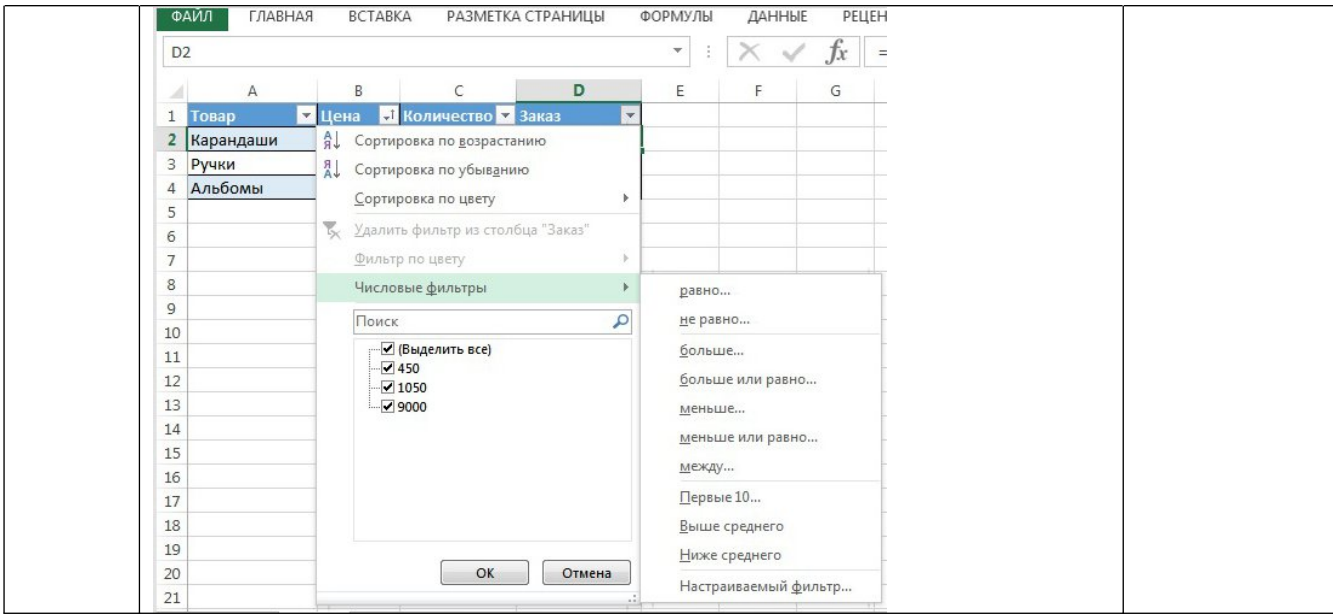 ФАЙЛ ГЛАВНАЯ ВСТАВКА РАЗМЕТКА СТРАНИЦЫ ФОРМУЛЫ ДАННЫЕ РЕЦЕН
D2 fx =
A B C D E F G
1 Товар Цена Количество Заказ
2 Карандаши
3 Ручки
4 Альбомы
5
6
7
8
9
10
11
12
13
14
15
16
17
18
19
20
21
Сортировка по возрастанию
Сортировка по убыванию
Сортировка по цвету
Удалить фильтр из столбца "Заказ"
Фильтр по цвету
Числовые фильтры
Поиск
(Выделить все)
450
1050
9000
ОК Отмена
равно...
не равно...
больше...
больше или равно...
меньше...
меньше или равно...
между...
Первые 10...
Выше среднего
Ниже среднего
Настраиваемый фильтр...